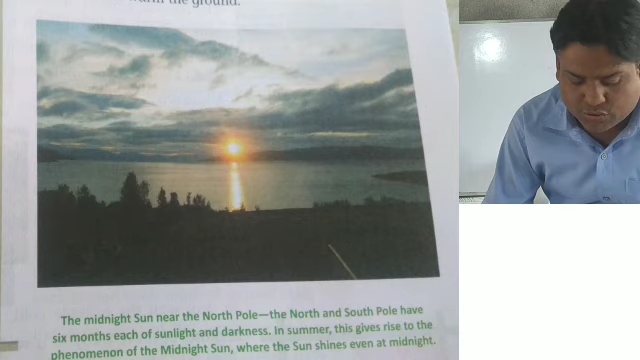 the ground.
The midnight Sun near the North Pole—the North and South Pole have
six months each of sunlight and darkness. In summer, this gives rise to the
phenomenon of the Midnight Sun, where the Sun shines even at midnight.